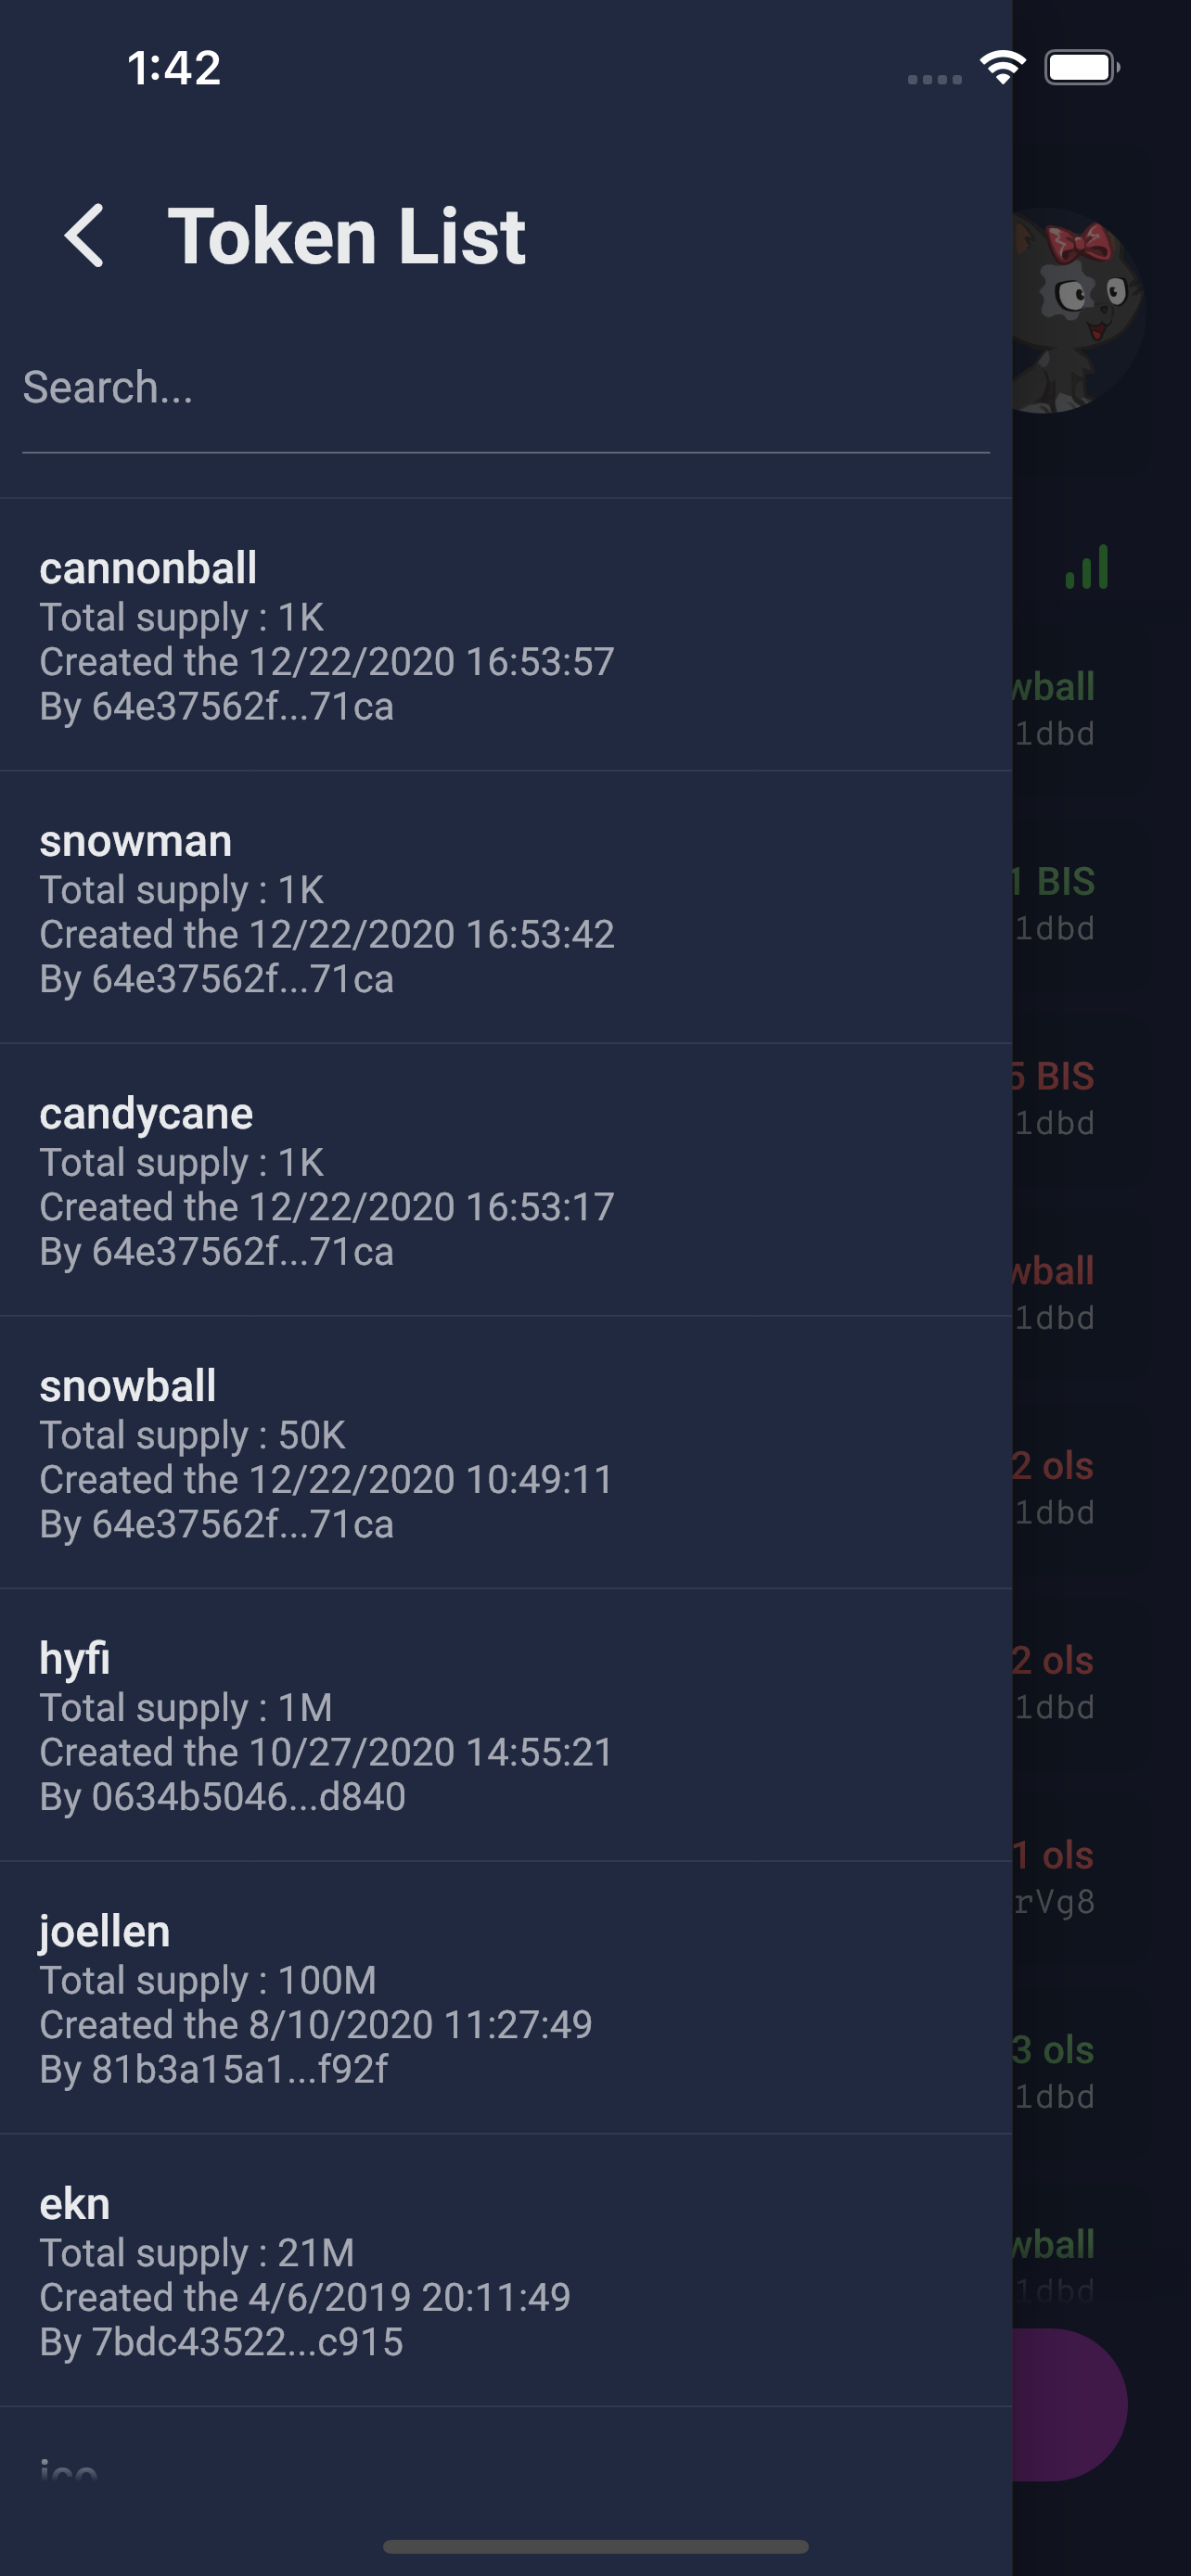 1:42
Token List
Search...
cannonball
Total supply : 1K
Created the 12/22/2020 16:53:57
By 64e37562f...71ca
snowman
Total supply : 1K
Created the 12/22/2020 16:53:42
By 64e37562f...71ca
candycane
Total supply : 1K
Created the 12/22/2020 16:53:17
By 64e37562f...71ca
snowball
Total supply : 50K
Created the 12/22/2020 10:49:11
By 64e37562f...71ca
hyfi
Total supply : 1M
Created the 10/27/2020 14:55:21
By 0634b5046...d840
joellen
Total supply : 100M
Created the 8/10/2020 11:27:49
By 81b3a15a1...f92f
ekn
Total supply : 21M
Created the 4/6/2019 20:11:49
By 7bdc43522...c915
wball
1dbd
1 BIS
1dbd
5 BIS
1dbd
wball
1dbd
2 ols
1dbd
2 ols
1dbd
1 ols
rVg8
3 ols
1dbd
wball
1dbd